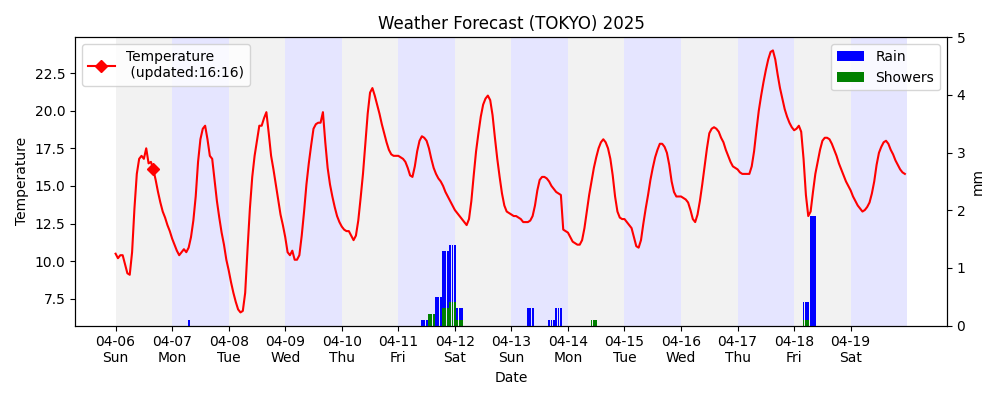 Weather Forecast (TOKYO) 2025
Temperature
(updated:16:16)
Rain
Showers
Temperature
22.5
20.0
17.5
15.0
12.5
10.0
7.5
5
4
3
2
1
0
mm
04-06 04-07 04-08 04-09 04-10 04-11 04-12 04-13 04-14 04-15 04-16 04-17 04-18 04-19
Sun Mon Tue Wed Thu Fri Sat Sun Mon Tue Wed Thu Fri Sat
Date